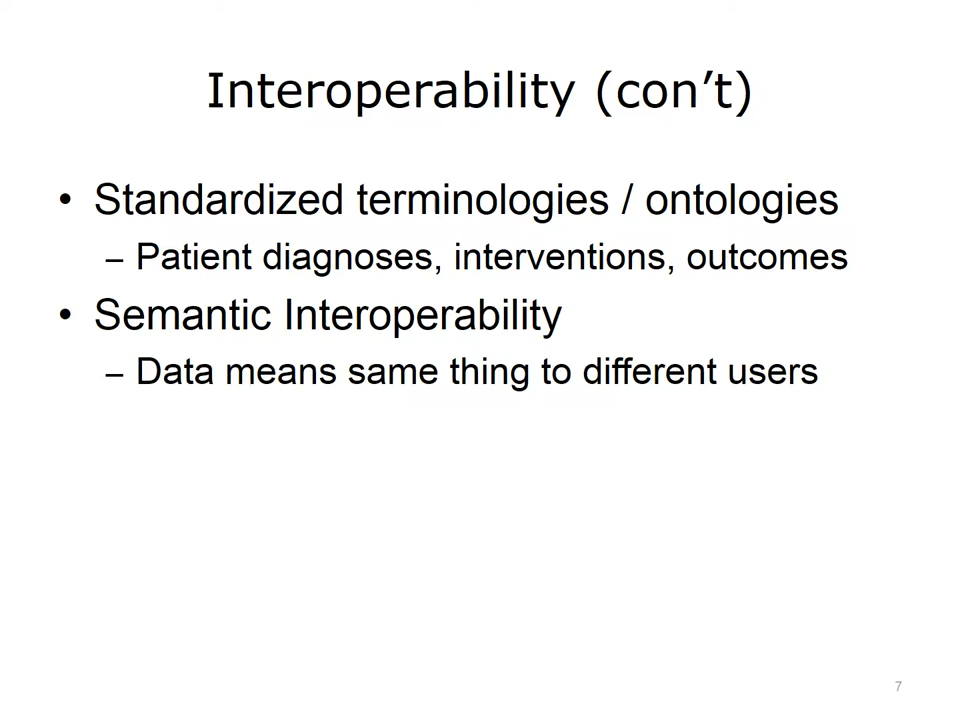 Interoperability (con’t)
• Standardized terminologies / ontologies
– Patient diagnoses, interventions, outcomes
• Semantic Interoperability
– Data means same thing to different users
7